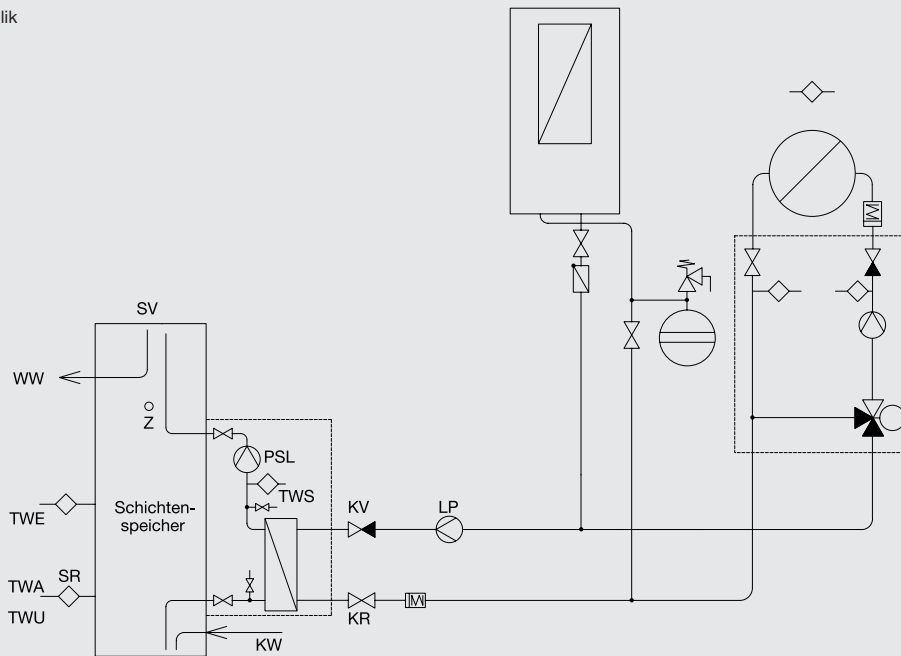 lik
SV
WW
Z
PSL
TWS
TWE
Schichten-
speicher
KV
LP
SR
TWA
TWU
KR
KW